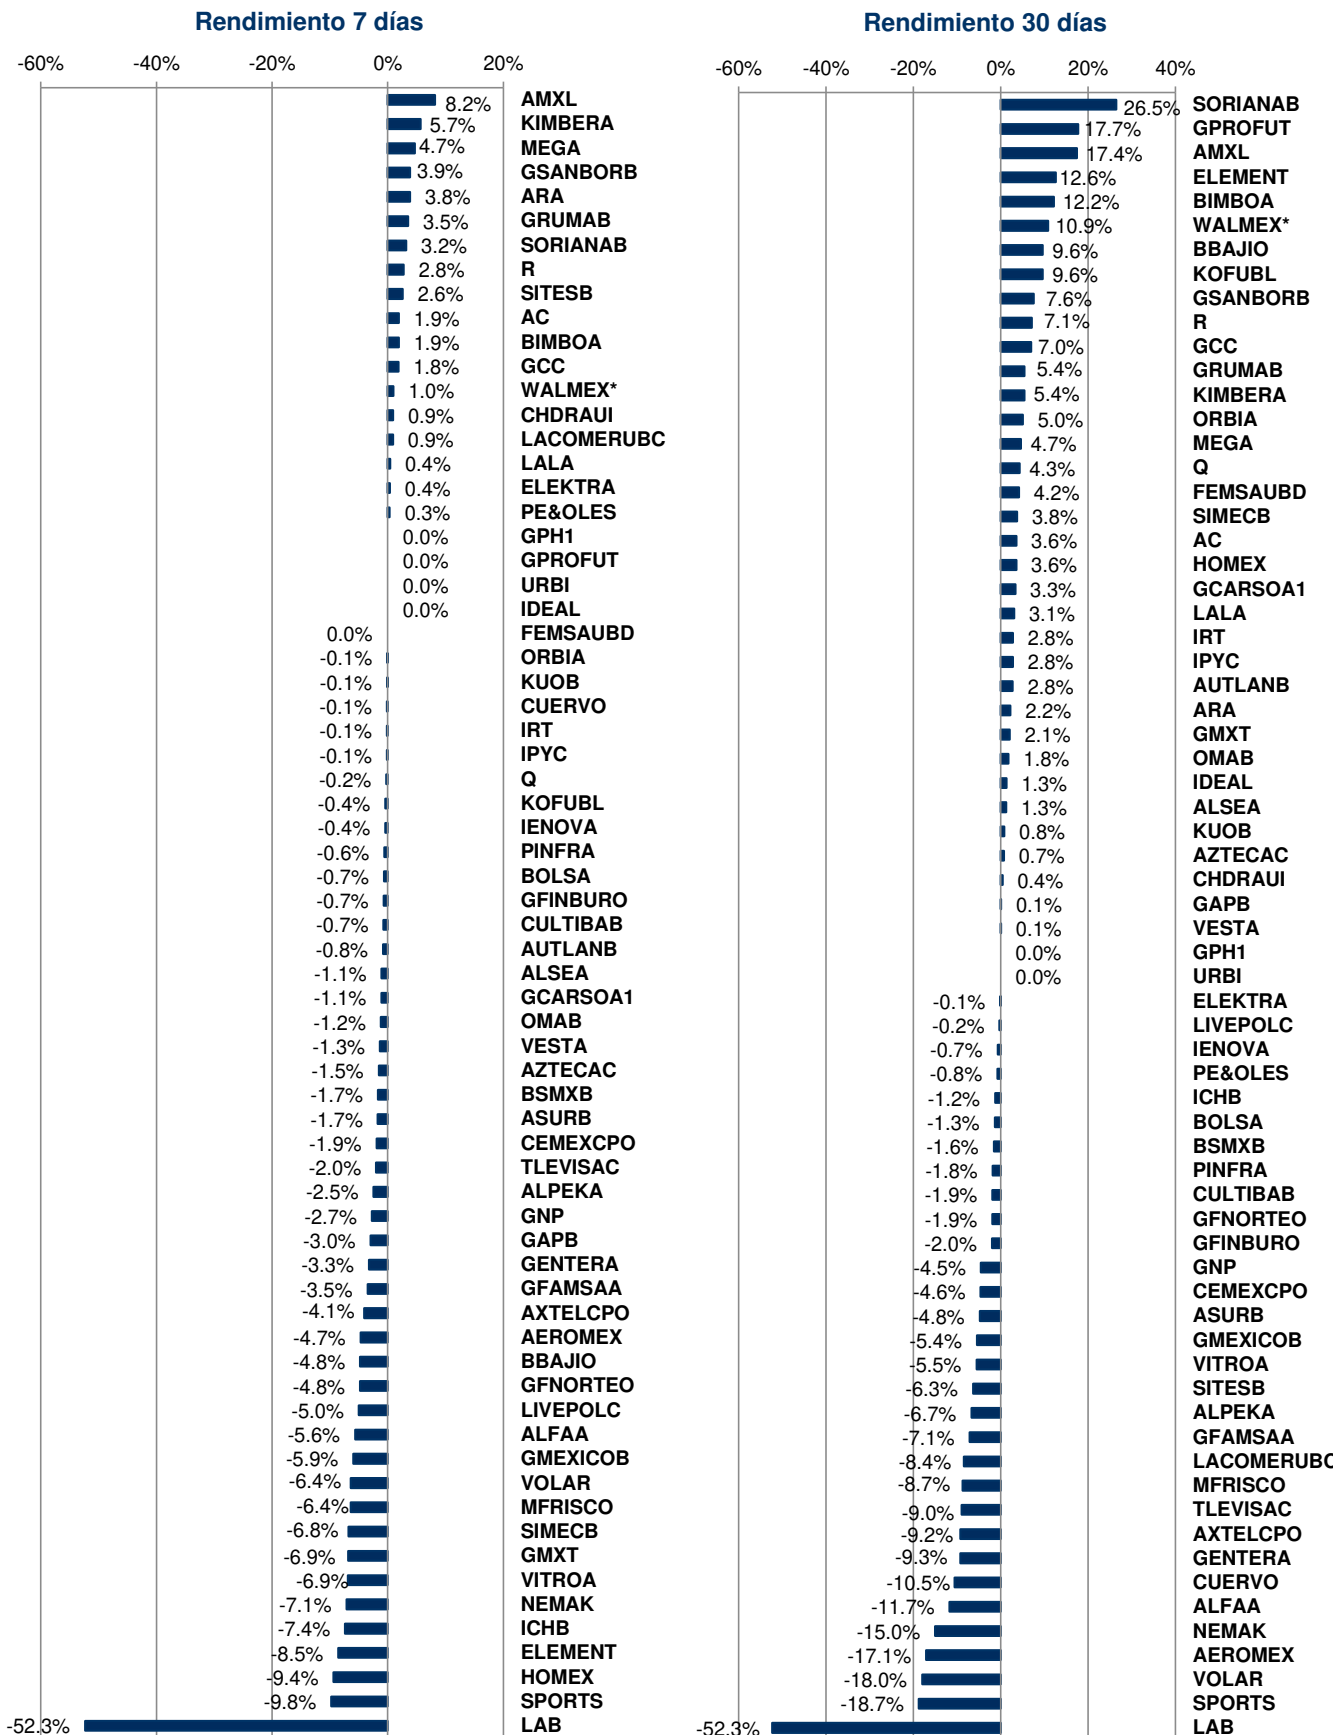 Rendimiento 7 días
-60% -40% -20% 0% 20%
8.2% AMXL
5.7% KIMBERA
4.7% MEGA
3.9% GSANBORB
3.8% ARA
3.5% GRUMAB
3.2% SORIANAB
2.8% R
2.6% SITESB
1.9% AC
1.9% BIMBOA
1.8% GCC
1.0% WALMEX*
0.9% CHDRAUI
0.9% LACOMERUBC
0.4% LALA
0.4% ELEKTRA
0.3% PE&OLES
0.0% GPH1
0.0% GPROFUT
0.0% URBI
0.0% IDEAL
0.0% FEMSAUBD
-0.1% ORBIA
-0.1% KUOB
-0.1% CUERVO
-0.1% IRT
-0.1% IPYC
-0.2% Q
-0.4% KOFUBL
-0.4% IENOVA
-0.6% PINFRA
-0.7% BOLSA
-0.7% GFINBURO
-0.7% CULTIBAB
-0.8% AUTLANB
-1.1% ALSEA
-1.1% GCARSOA1
-1.2% OMAB
-1.3% VESTA
-1.5% AZTECAC
-1.7% BSMXB
-1.7% ASURB
-1.9% CEMEXCPO
-2.0% TLEVISAC
-2.5% ALPEKA
-2.7% GNP
-3.0% GAPB
-3.3% GENTERA
-3.5% GFAMSAA
-4.1% AXTELCPO
-4.7% AEROMEX
-4.8% BBAJIO
-4.8% GFNORTEO
-5.0% LIVEPOLC
-5.6% ALFAA
-5.9% GMEXICOB
-6.4% VOLAR
-6.4% MFRISCO
-6.8% SIMECB
-6.9% GMXT
-6.9% VITROA
-7.1% NEMAK
-7.4% ICHB
-8.5% ELEMENT
-9.4% HOMEX
-9.8% SPORTS
-52.3% LAB
Rendimiento 30 días
-60% -40% -20% 0% 20% 40%
26.5% SORIANAB
17.7% GPROFUT
17.4% AMXL
12.6% ELEMENT
12.2% BIMBOA
10.9% WALMEX*
9.6% BBAJIO
9.6% KOFUBL
7.6% GSANBORB
7.1% R
7.0% GCC
5.4% GRUMAB
5.4% KIMBERA
5.0% ORBIA
4.7% MEGA
4.3% Q
4.2% FEMSAUBD
3.8% SIMECB
3.6% AC
3.6% HOMEX
3.3% GCARSOA1
3.1% LALA
2.8% IRT
2.8% IPYC
2.8% AUTLANB
2.2% ARA
2.1% GMXT
1.8% OMAB
1.3% IDEAL
1.3% ALSEA
0.8% KUOB
0.7% AZTECAC
0.4% CHDRAUI
0.1% GAPB
0.1% VESTA
0.0% GPH1
0.0% URBI
-0.1% ELEKTRA
-0.2% LIVEPOLC
-0.7% IENOVA
-0.8% PE&OLES
-1.2% ICHB
-1.3% BOLSA
-1.6% BSMXB
-1.8% PINFRA
-1.9% CULTIBAB
-1.9% GFNORTEO
-2.0% GFINBURO
-4.5% GNP
-4.6% CEMEXCPO
-4.8% ASURB
-5.4% GMEXICOB
-5.5% VITROA
-6.3% SITESB
-6.7% ALPEKA
-7.1% GFAMSAA
-8.4% LACOMERUBC
-8.7% MFRISCO
-9.0% TLEVISAC
-9.2% AXTELCPO
-9.3% GENTERA
-10.5% CUERVO
-11.7% ALFAA
-15.0% NEMAK
-17.1% AEROMEX
-18.0% VOLAR
-18.7% SPORTS
-52.3% LAB